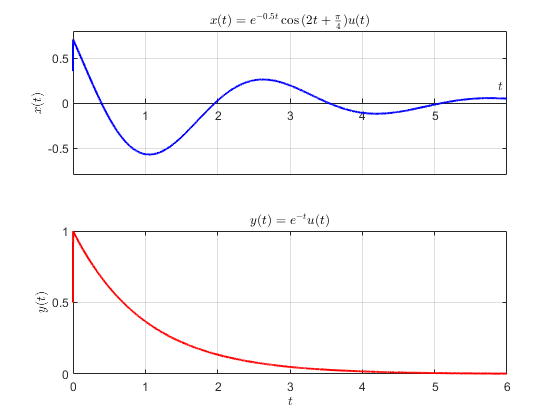 x(t) = e^{-0.5t} cos (2t + π/4)u(t)
0.5
0
-0.5
x(t)
t
1 2 3 4 5
y(t) = e^{-t}u(t)
1
0.5
0
y(t)
0 1 2 3 4 5 6
t